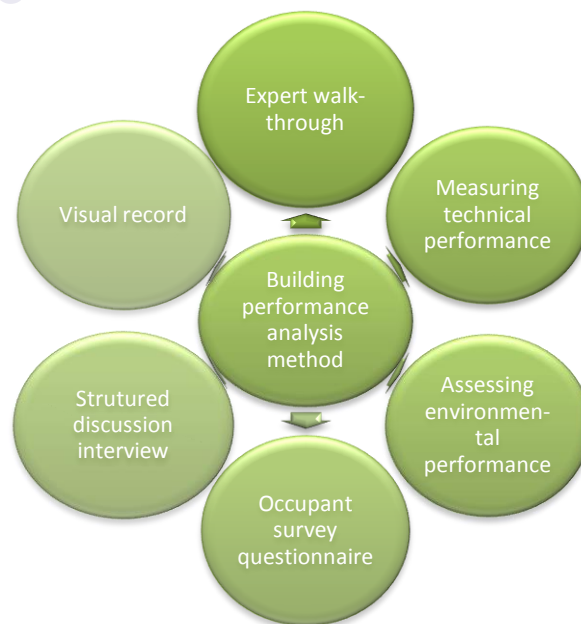 Expert walk-
through
Measuring
technical
performance
Assessing
environmen-
tal
performance
Occupant
survey
questionnaire
Strutured
discussion
interview
Visual record
Building
performance
analysis
method